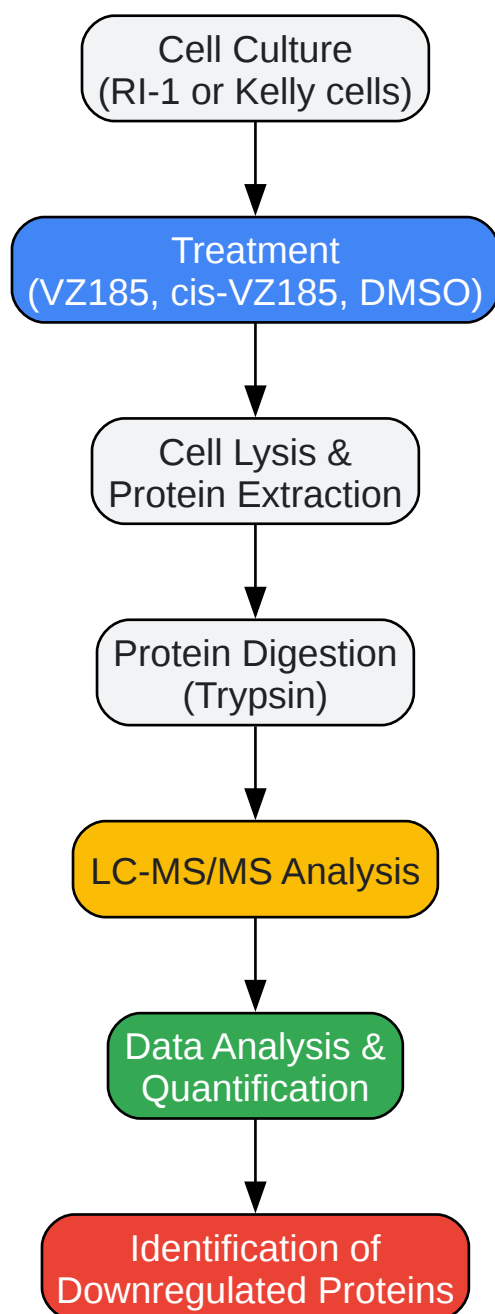 Cell Culture
(RI-1 or Kelly cells)
Treatment
(VZ185, cis-VZ185, DMSO)
Cell Lysis &
Protein Extraction
Protein Digestion
(Trypsin)
LC-MS/MS Analysis
Data Analysis &
Quantification
Identification of
Downregulated Proteins